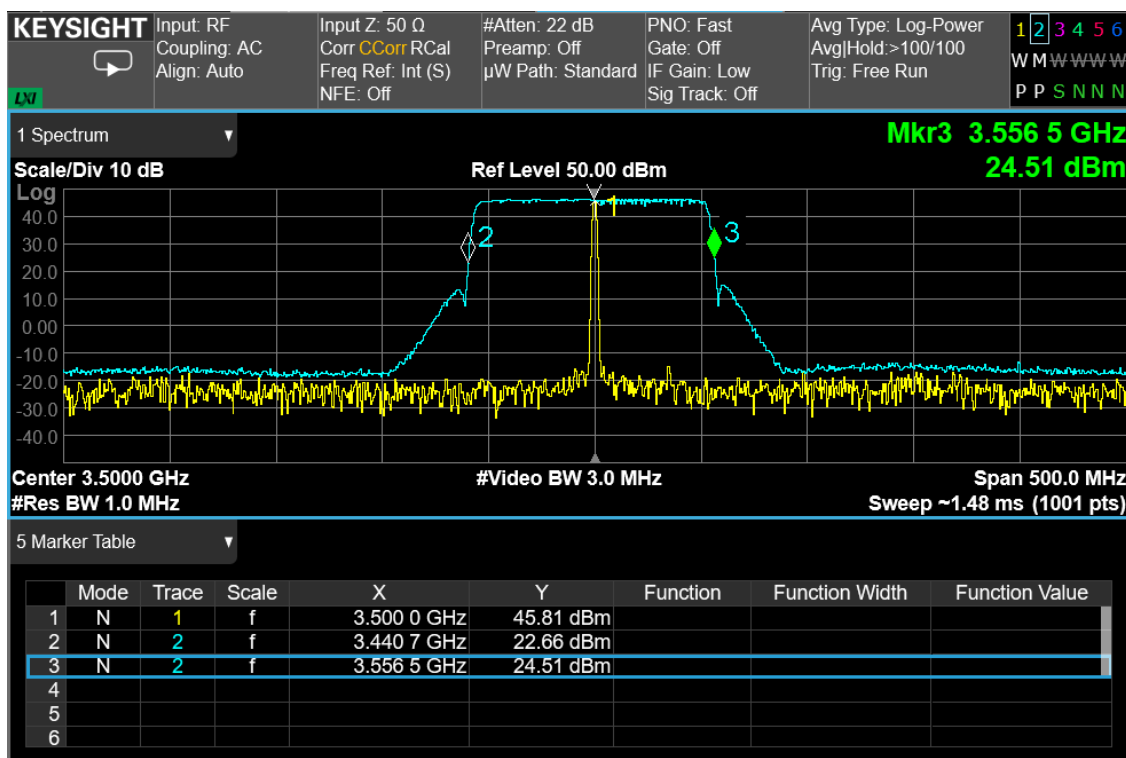 KEYSIGHT
LXI
Input: RF
Coupling: AC
Align: Auto
Input Z: 50 Ω
Corr CCorr RCal
Freq Ref: Int (S)
NFE: Off
#Atten: 22 dB
Preamp: Off
µW Path: Standard
PNO: Fast
Gate: Off
IF Gain: Low
Sig Track: Off
Avg Type: Log-Power
Avg|Hold:>100/100
Trig: Free Run
1 2 3 4 5 6
W M W W W W
P P S N N N
1 Spectrum
Mkr3 3.556 5 GHz
24.51 dBm
Scale/Div 10 dB
Ref Level 50.00 dBm
Log
40.0
30.0
20.0
10.0
0.00
-10.0
-20.0
-30.0
-40.0
1
2
3
Center 3.5000 GHz
#Video BW 3.0 MHz
Span 500.0 MHz
#Res BW 1.0 MHz
Sweep ~1.48 ms (1001 pts)
5 Marker Table
Mode Trace Scale X Y Function Function Width Function Value
1 N 1 f 3.500 0 GHz 45.81 dBm
2 N 2 f 3.440 7 GHz 22.66 dBm
3 N 2 f 3.556 5 GHz 24.51 dBm
4
5
6